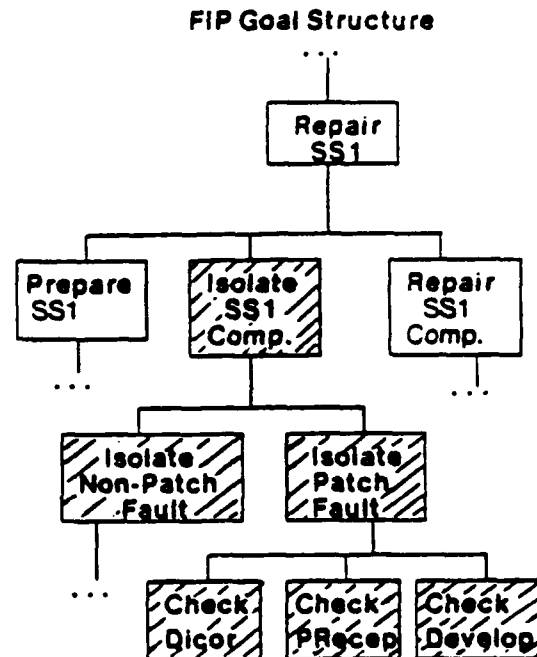 FIP Goal Structure
...
Repair
SS1
Prepare
SS1
Isolate
SS1
Comp.
Repair
SS1
Comp.
...
...
Isolate
Non-Patch
Fault
Isolate
Patch
Fault
...
Check
Dicor
Check
PRecep
Check
Develop